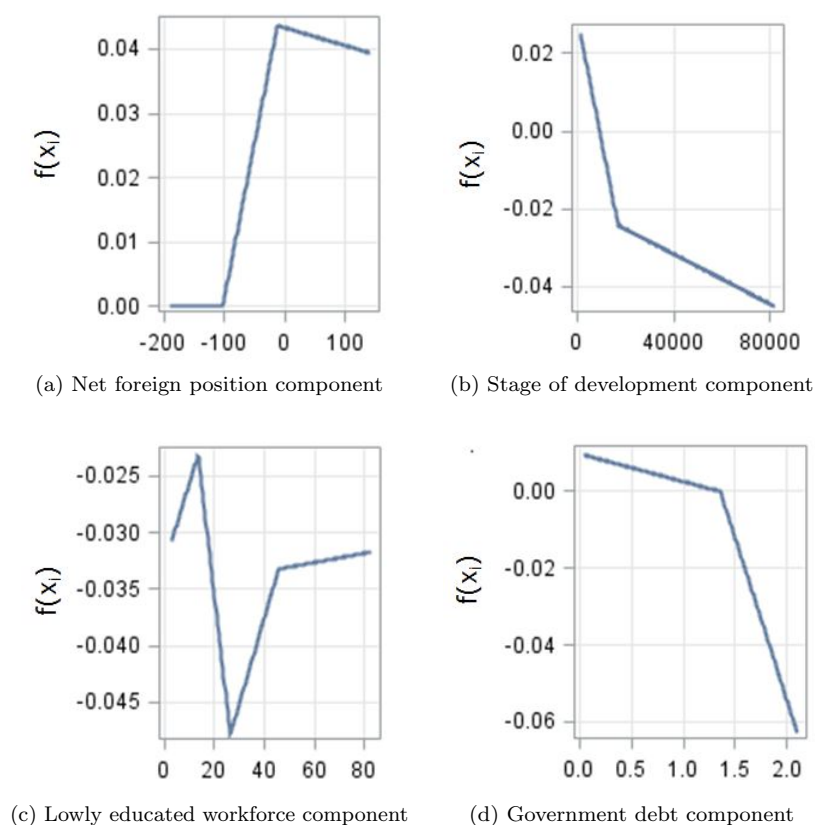 0.04
0.03
0.02
0.01
0.00
f(xi)
-200 -100 0 100
(a) Net foreign position component
0.02
0.00
-0.02
-0.04
f(xi)
0 40000 80000
(b) Stage of development component
-0.025
-0.030
-0.035
-0.040
-0.045
f(xi)
0 20 40 60 80
(c) Lowly educated workforce component
0.00
-0.02
-0.04
-0.06
f(xi)
0.0 0.5 1.0 1.5 2.0
(d) Government debt component